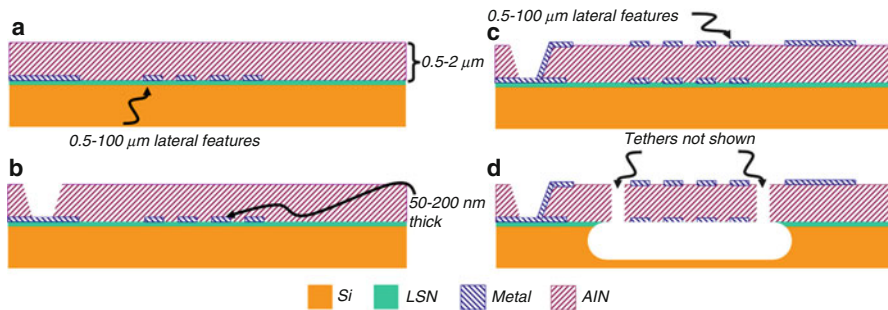 a
0.5-2 μm
0.5-100 μm lateral features
b
50-200 nm
thick
0.5-100 μm lateral features
c
Tethers not shown
d
Si
LSN
Metal
AlN